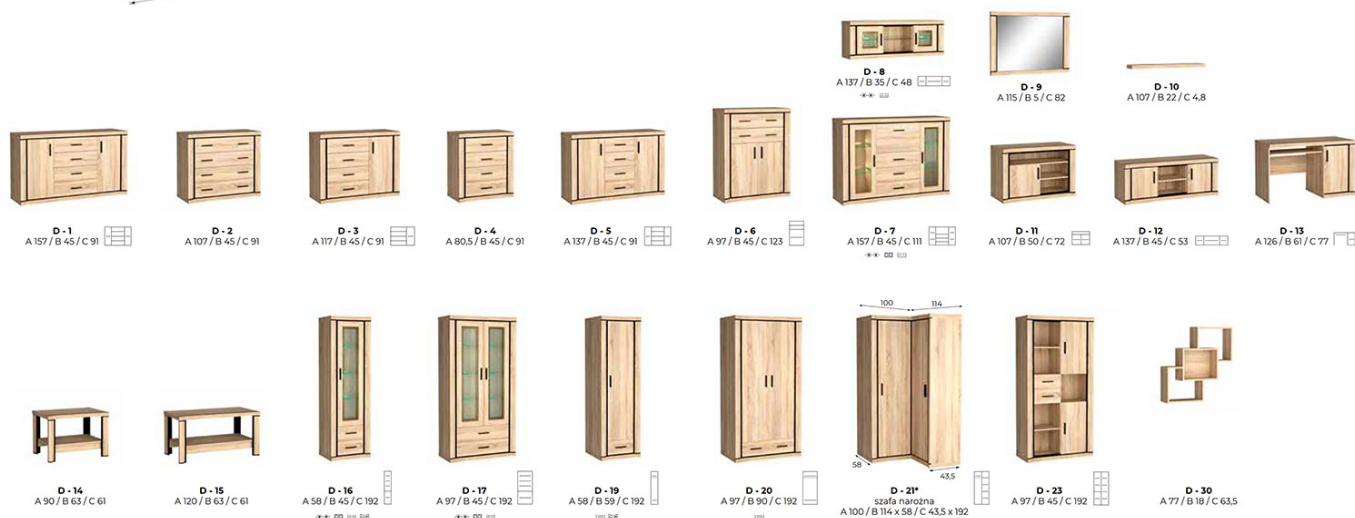 D - 8
A 137 / B 35 / C 48
D - 9
A 115 / B 5 / C 82
D - 10
A 107 / B 22 / C 4,8
D - 1
A 157 / B 45 / C 91
D - 2
A 107 / B 45 / C 91
D - 3
A 117 / B 45 / C 91
D - 4
A 80,5 / B 45 / C 91
D - 5
A 137 / B 45 / C 91
D - 6
A 97 / B 45 / C 123
D - 7
A 157 / B 45 / C 111
D - 11
A 107 / B 50 / C 72
D - 12
A 137 / B 45 / C 53
D - 13
A 126 / B 61 / C 77
100
114
58
43,5
D - 14
A 90 / B 63 / C 61
D - 15
A 120 / B 63 / C 61
D - 16
A 58 / B 45 / C 192
D - 17
A 97 / B 45 / C 192
D - 19
A 58 / B 59 / C 192
D - 20
A 97 / B 90 / C 192
D - 21*
szafa narożna
A 100 / B 114 x 58 / C 43,5 x 192
D - 23
A 97 / B 45 / C 192
D - 30
A 77 / B 18 / C 63,5